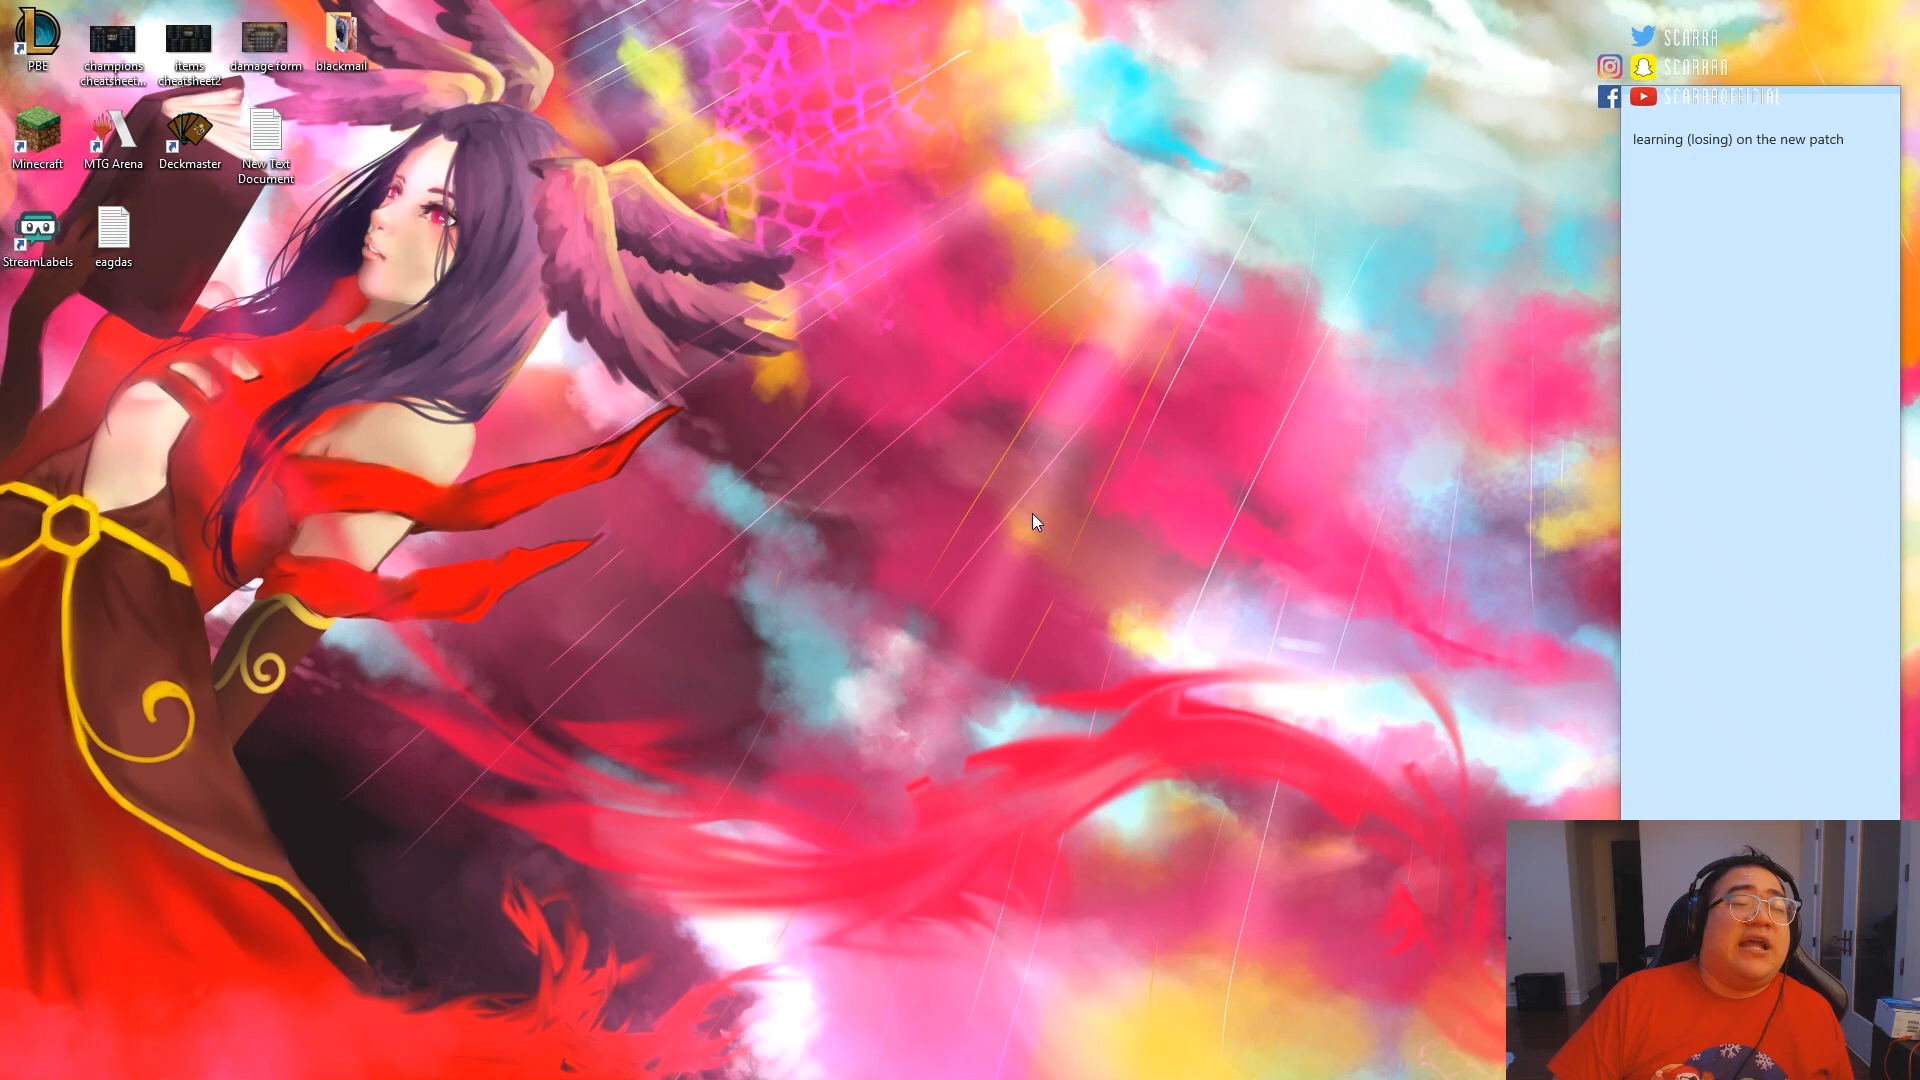 PBE
champions
cheatsheet...
items
cheatsheet2
damage form
blackmail
Minecraft
MTG Arena
Deckmaster
New Text
Document
StreamLabels
eagdas
SCARRA
SCARRAA
SCARRAOFFICIAL
learning (losing) on the new patch